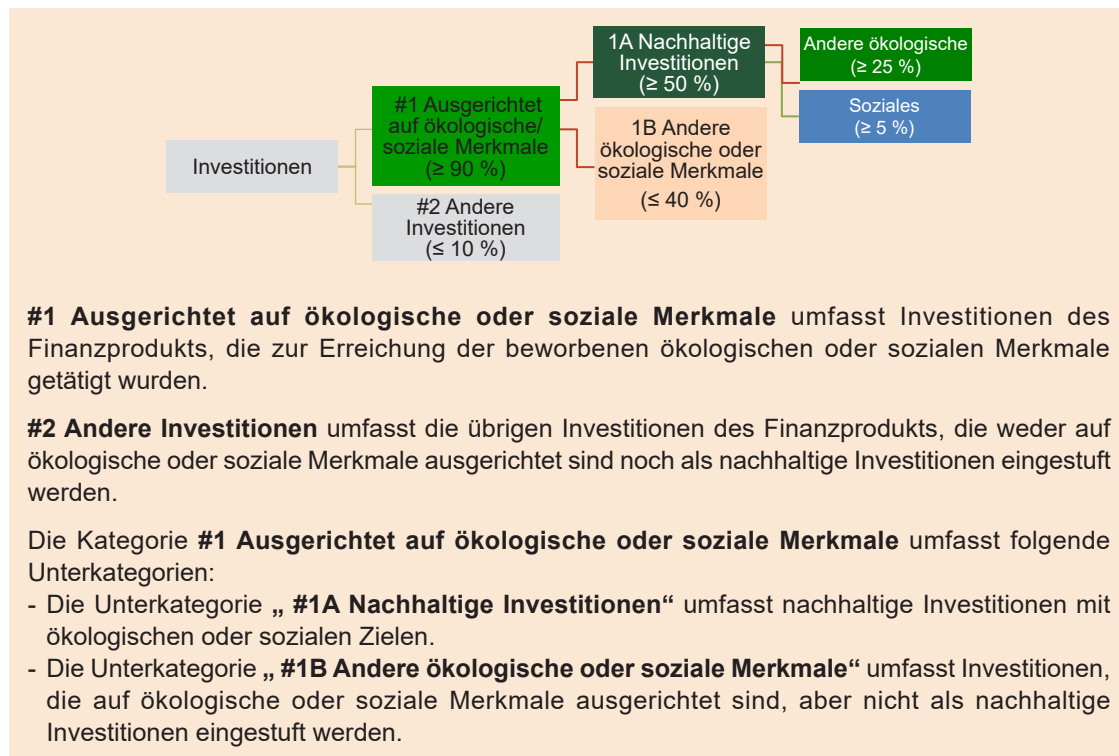 Investitionen
#1 Ausgerichtet
auf ökologische/
soziale Merkmale
(≥ 90 %)
#2 Andere
Investitionen
(≤ 10 %)
1A Nachhaltige
Investitionen
(≥ 50 %)
1B Andere
ökologische oder
soziale Merkmale
(≤ 40 %)
Andere ökologische
(≥ 25 %)
Soziales
(≥ 5 %)
#1 Ausgerichtet auf ökologische oder soziale Merkmale umfasst Investitionen des
Finanzprodukts, die zur Erreichung der beworbenen ökologischen oder sozialen Merkmale
getätigt wurden.
#2 Andere Investitionen umfasst die übrigen Investitionen des Finanzprodukts, die weder auf
ökologische oder soziale Merkmale ausgerichtet sind noch als nachhaltige Investitionen eingestuft
werden.
Die Kategorie #1 Ausgerichtet auf ökologische oder soziale Merkmale umfasst folgende
Unterkategorien:
- Die Unterkategorie „ #1A Nachhaltige Investitionen“ umfasst nachhaltige Investitionen mit
ökologischen oder sozialen Zielen.
- Die Unterkategorie „ #1B Andere ökologische oder soziale Merkmale“ umfasst Investitionen,
die auf ökologische oder soziale Merkmale ausgerichtet sind, aber nicht als nachhaltige
Investitionen eingestuft werden.